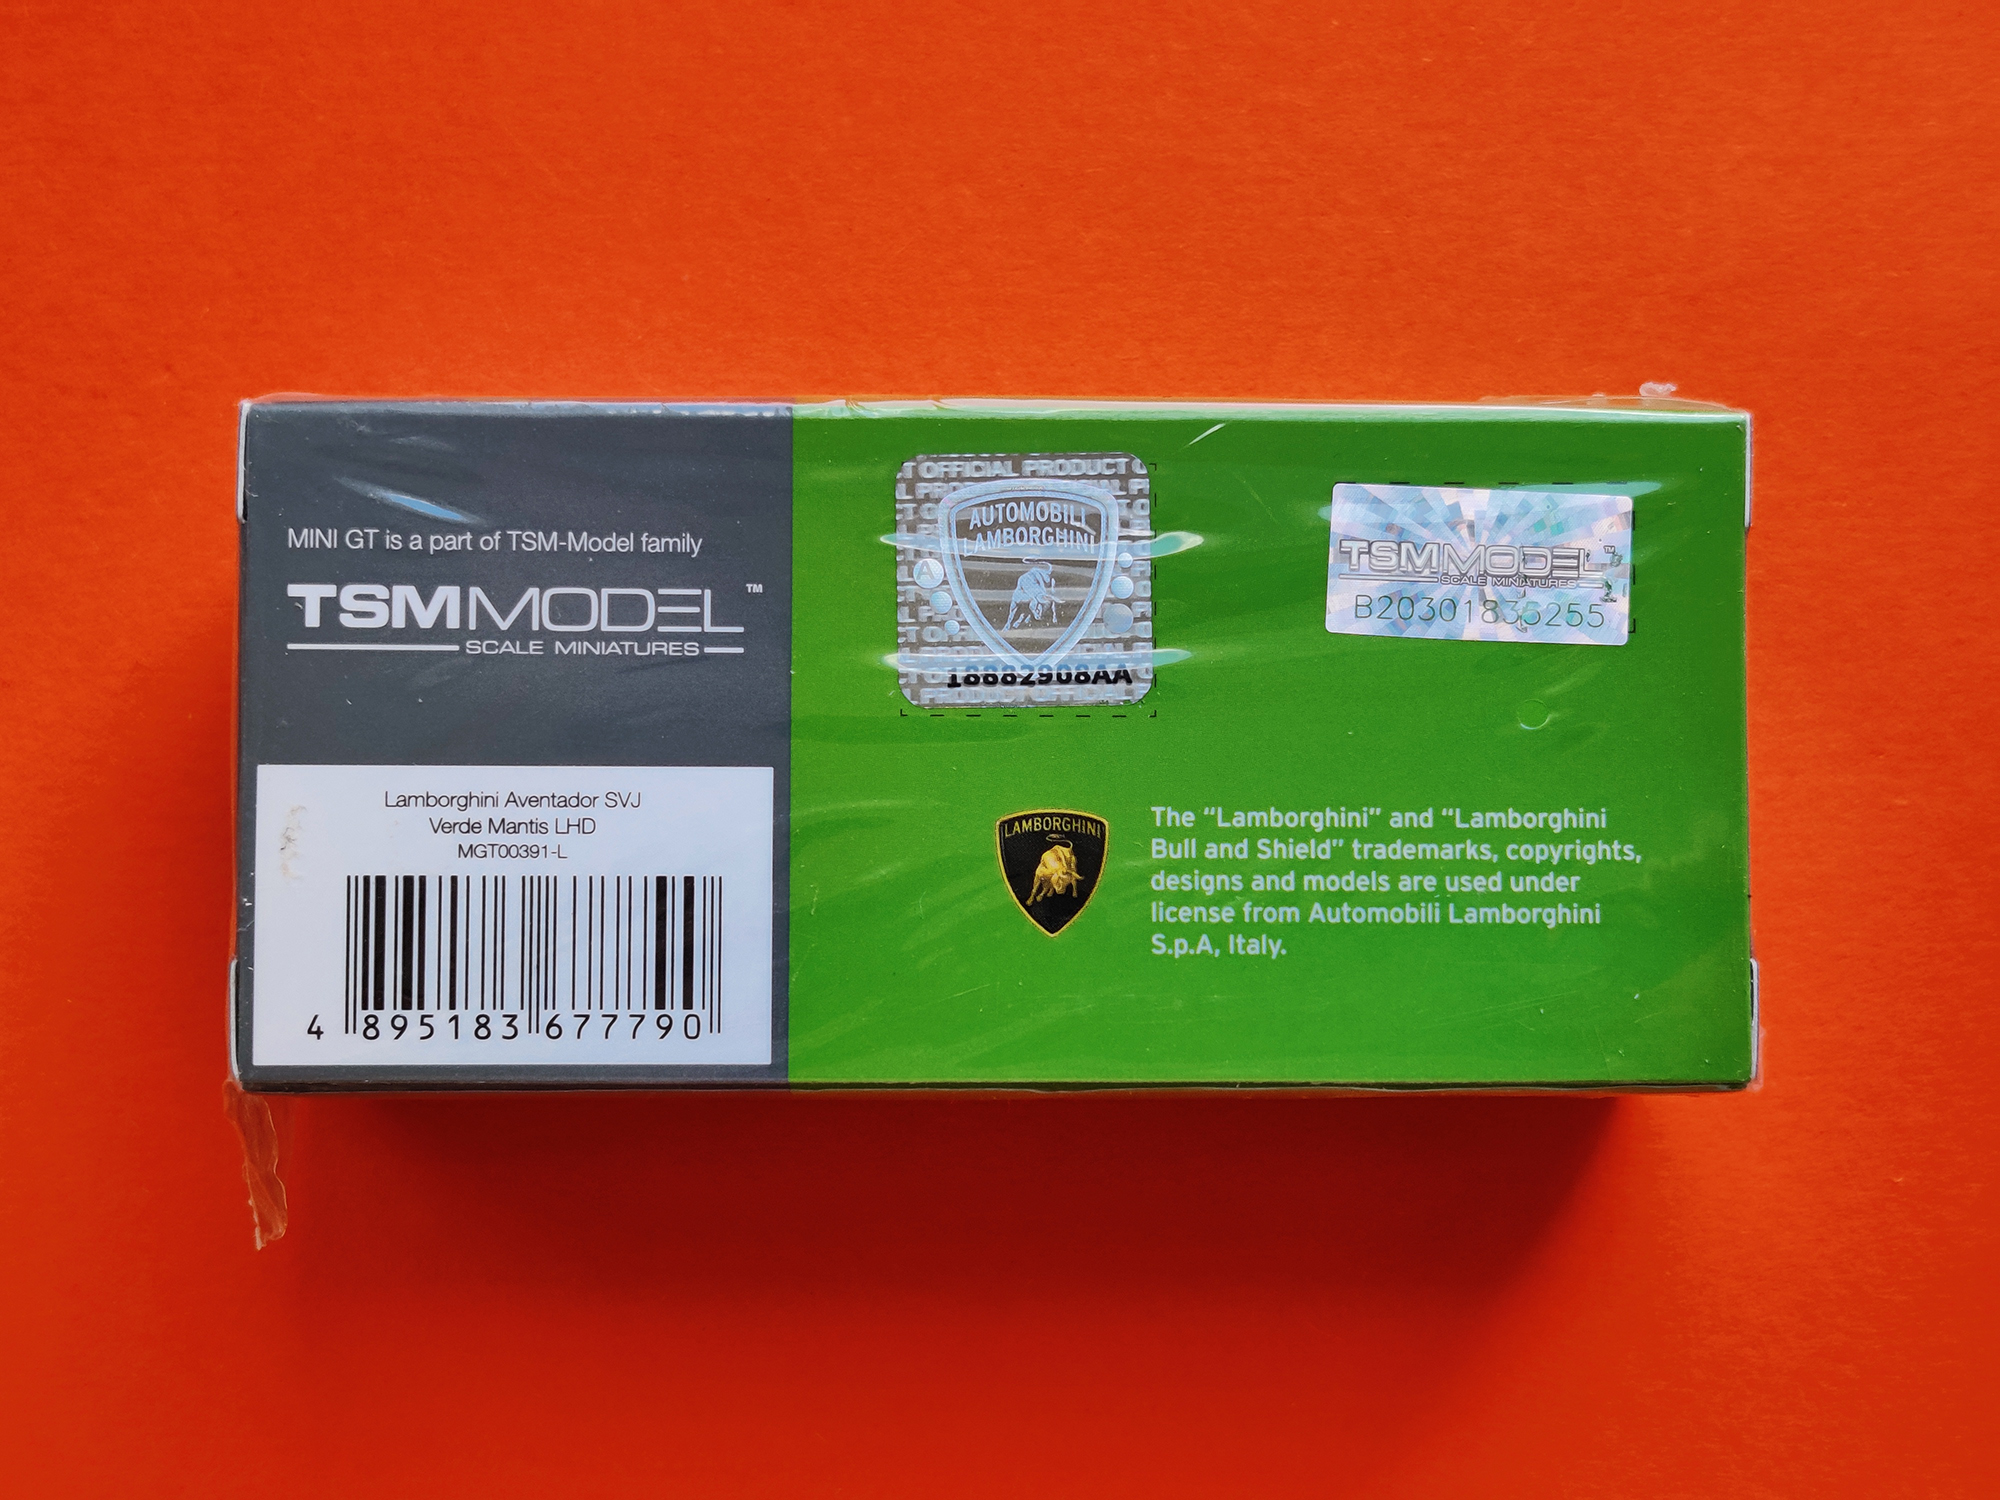 MINI GT is a part of TSM-Model family
TSMMODEL™
SCALE MINIATURES
Lamborghini Aventador SVJ
Verde Mantis LHD
MGT00391-L
4 895183 677790
OFFICIAL PRODUCT
AUTOMOBILI
LAMBORGHINI
18882908AA
TSMMODEL™
SCALE MINIATURES
B20301835255
LAMBORGHINI
The “Lamborghini” and “Lamborghini
Bull and Shield” trademarks, copyrights,
designs and models are used under
license from Automobili Lamborghini
S.p.A, Italy.